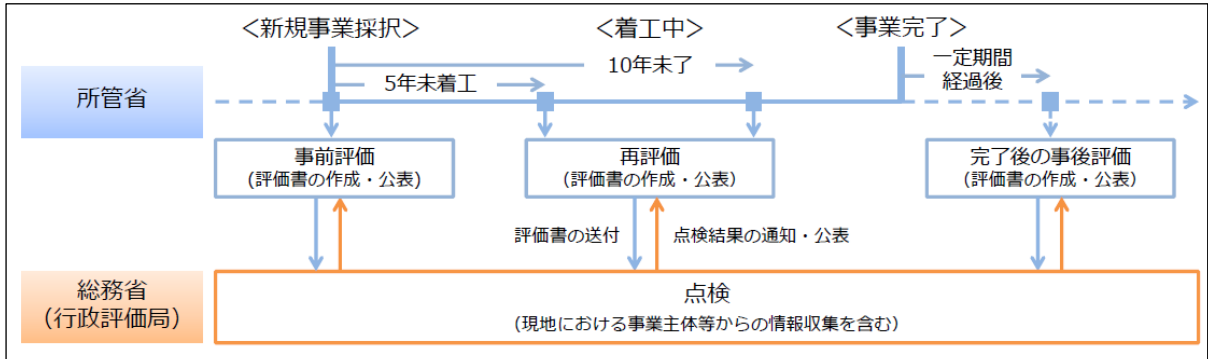 ＜新規事業採択＞
＜着工中＞
＜事業完了＞
10年未了
5年未着工
一定期間
経過後
所管省
事前評価
(評価書の作成・公表)
再評価
(評価書の作成・公表）
完了後の事後評価
（評価書の作成・公表）
評価書の送付
点検結果の通知・公表
総務省
（行政評価局）
点検
（現地における事業主体等からの情報収集を含む）